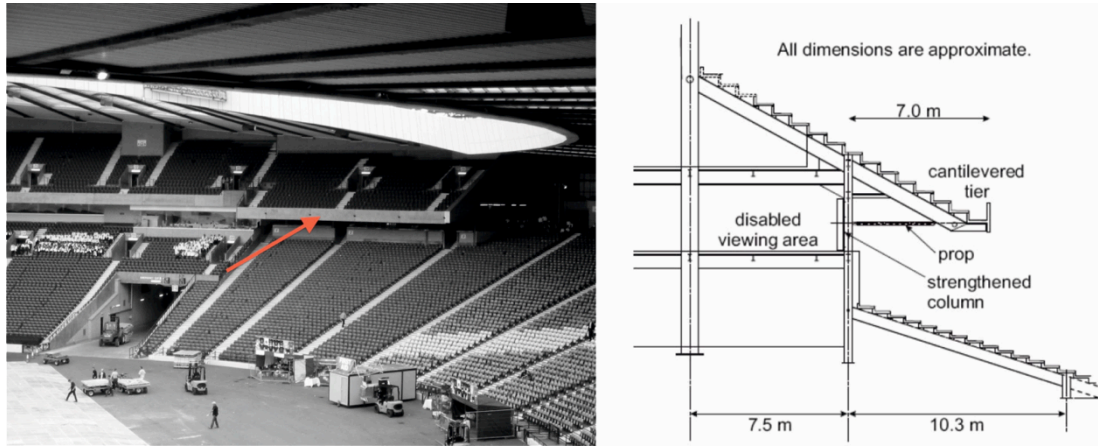 All dimensions are approximate.
7.0 m
cantilevered
tier
disabled
viewing area
prop
strengthened
column
7.5 m
10.3 m